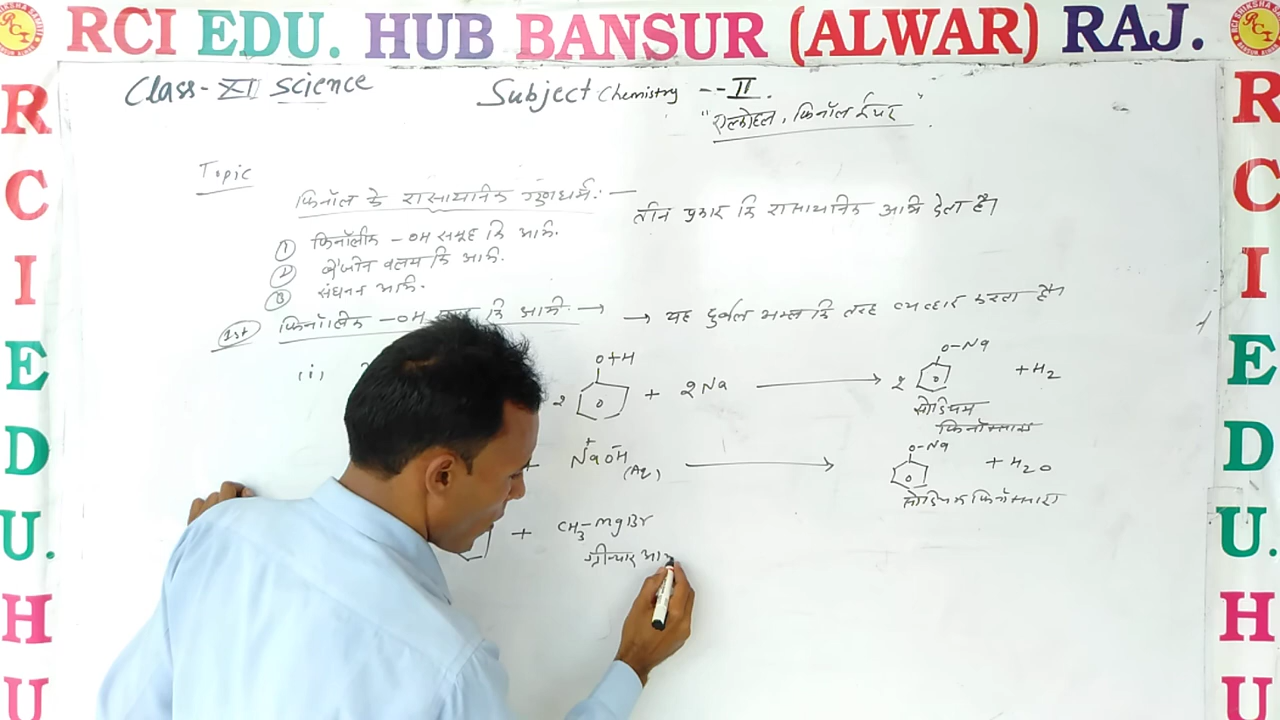 RCI EDU. HUB BANSUR (ALWAR) RAJ.
R
C
I
E
D
U.
H
U
R
C
I
E
D
U.
H
U
Class- XII science
Subject Chemistry -- II.
"एल्कोहल, फिनॉल ईथर"
Topic
फिनॉल के रासायनिक गुणधर्म:—
तीन प्रकार कि रासायनिक अभि देता है।
① फिनॉलीक -OH समूह कि अभि.
② बेंजीन वलय कि अभि.
③ संघनन अभि.
1st फिनॉलिक -OH कि अभि. →
→ यह दुर्बल अम्ल कि तरह व्यवहार करता है।
(i)
2 O+H + 2Na → 2 O-Na + H2
सोडियम
फिनॉक्साइड
+ NaOH (Aq) → O-Na + H2O
सोडियम फिनॉक्साइड
+ CH3-MgBr
ग्रीन्यार